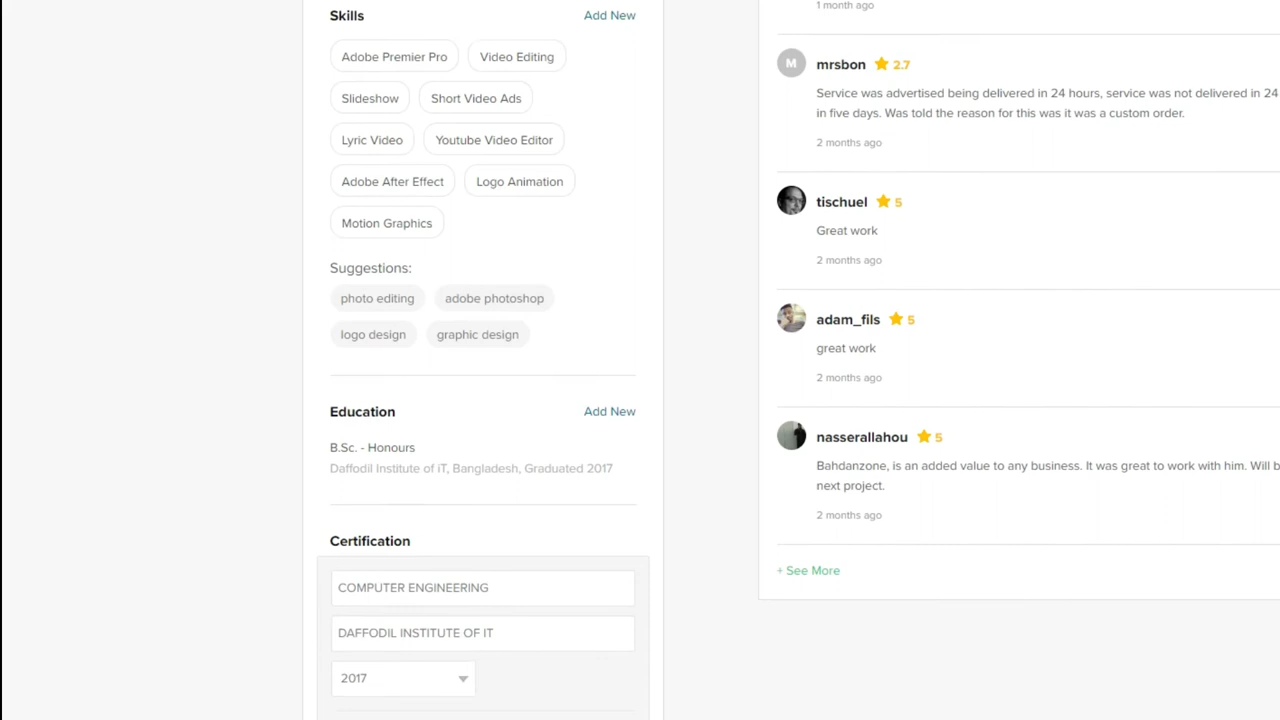 Skills Add New
Adobe Premier Pro Video Editing
Slideshow Short Video Ads
Lyric Video Youtube Video Editor
Adobe After Effect Logo Animation
Motion Graphics
Suggestions:
photo editing adobe photoshop
logo design graphic design
Education Add New
B.Sc. - Honours
Daffodil Institute of iT, Bangladesh, Graduated 2017
Certification
COMPUTER ENGINEERING
DAFFODIL INSTITUTE OF IT
2017
1 month ago
M mrsbon 2.7
Service was advertised being delivered in 24 hours, service was not delivered in 24
in five days. Was told the reason for this was it was a custom order.
2 months ago
tischuel 5
Great work
2 months ago
adam_fils 5
great work
2 months ago
nasserallahou 5
Bahdanzone, is an added value to any business. It was great to work with him. Will b
next project.
2 months ago
+ See More